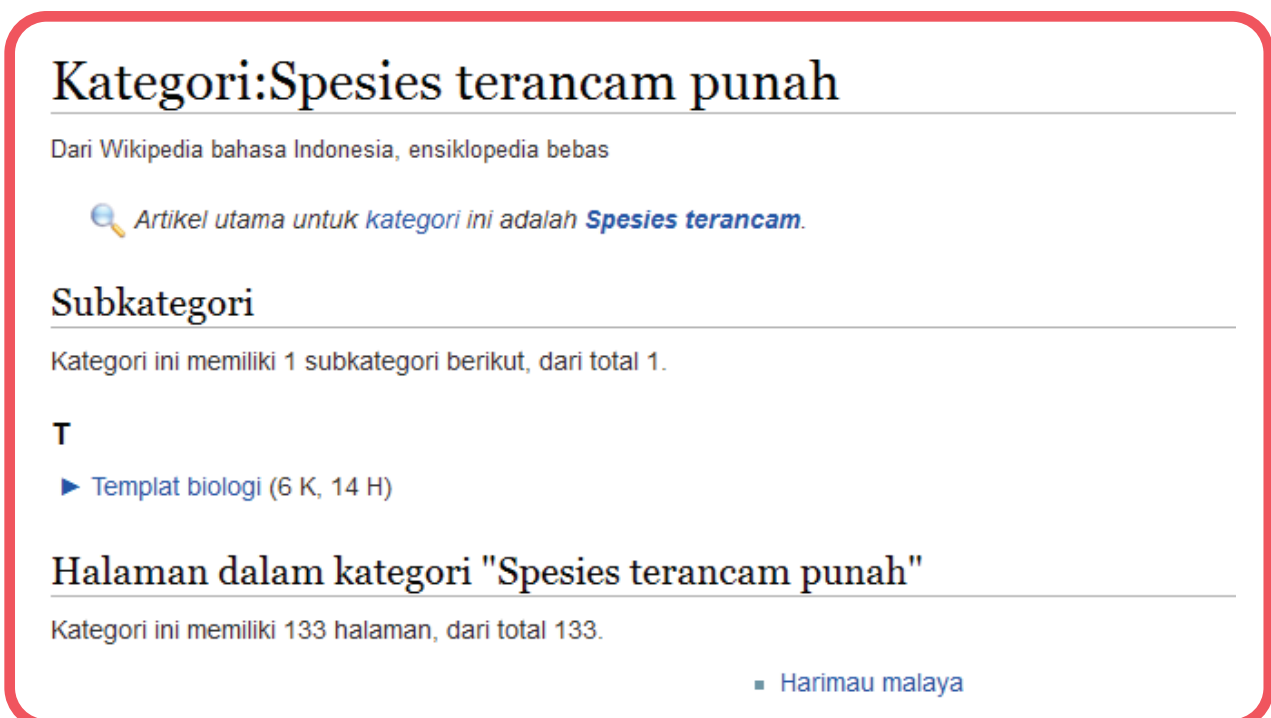 Kategori:Spesies terancam punah
Dari Wikipedia bahasa Indonesia, ensiklopedia bebas
Artikel utama untuk kategori ini adalah Spesies terancam.
Subkategori
Kategori ini memiliki 1 subkategori berikut, dari total 1.
T
► Templat biologi (6 K, 14 H)
Halaman dalam kategori "Spesies terancam punah"
Kategori ini memiliki 133 halaman, dari total 133.
Harimau malaya